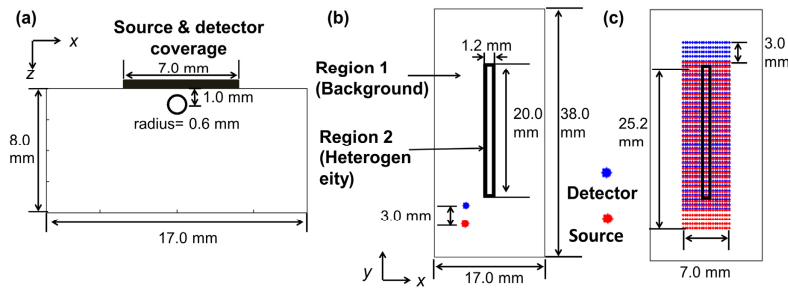 (a)
x
z
Source & detector
coverage
7.0 mm
1.0 mm
radius= 0.6 mm
8.0
mm
17.0 mm
(b)
1.2 mm
Region 1
(Background)
Region 2
(Heterogen
eity)
20.0
mm
38.0
mm
3.0 mm
y
x
17.0 mm
(c)
3.0
mm
25.2
mm
Detector
Source
7.0 mm